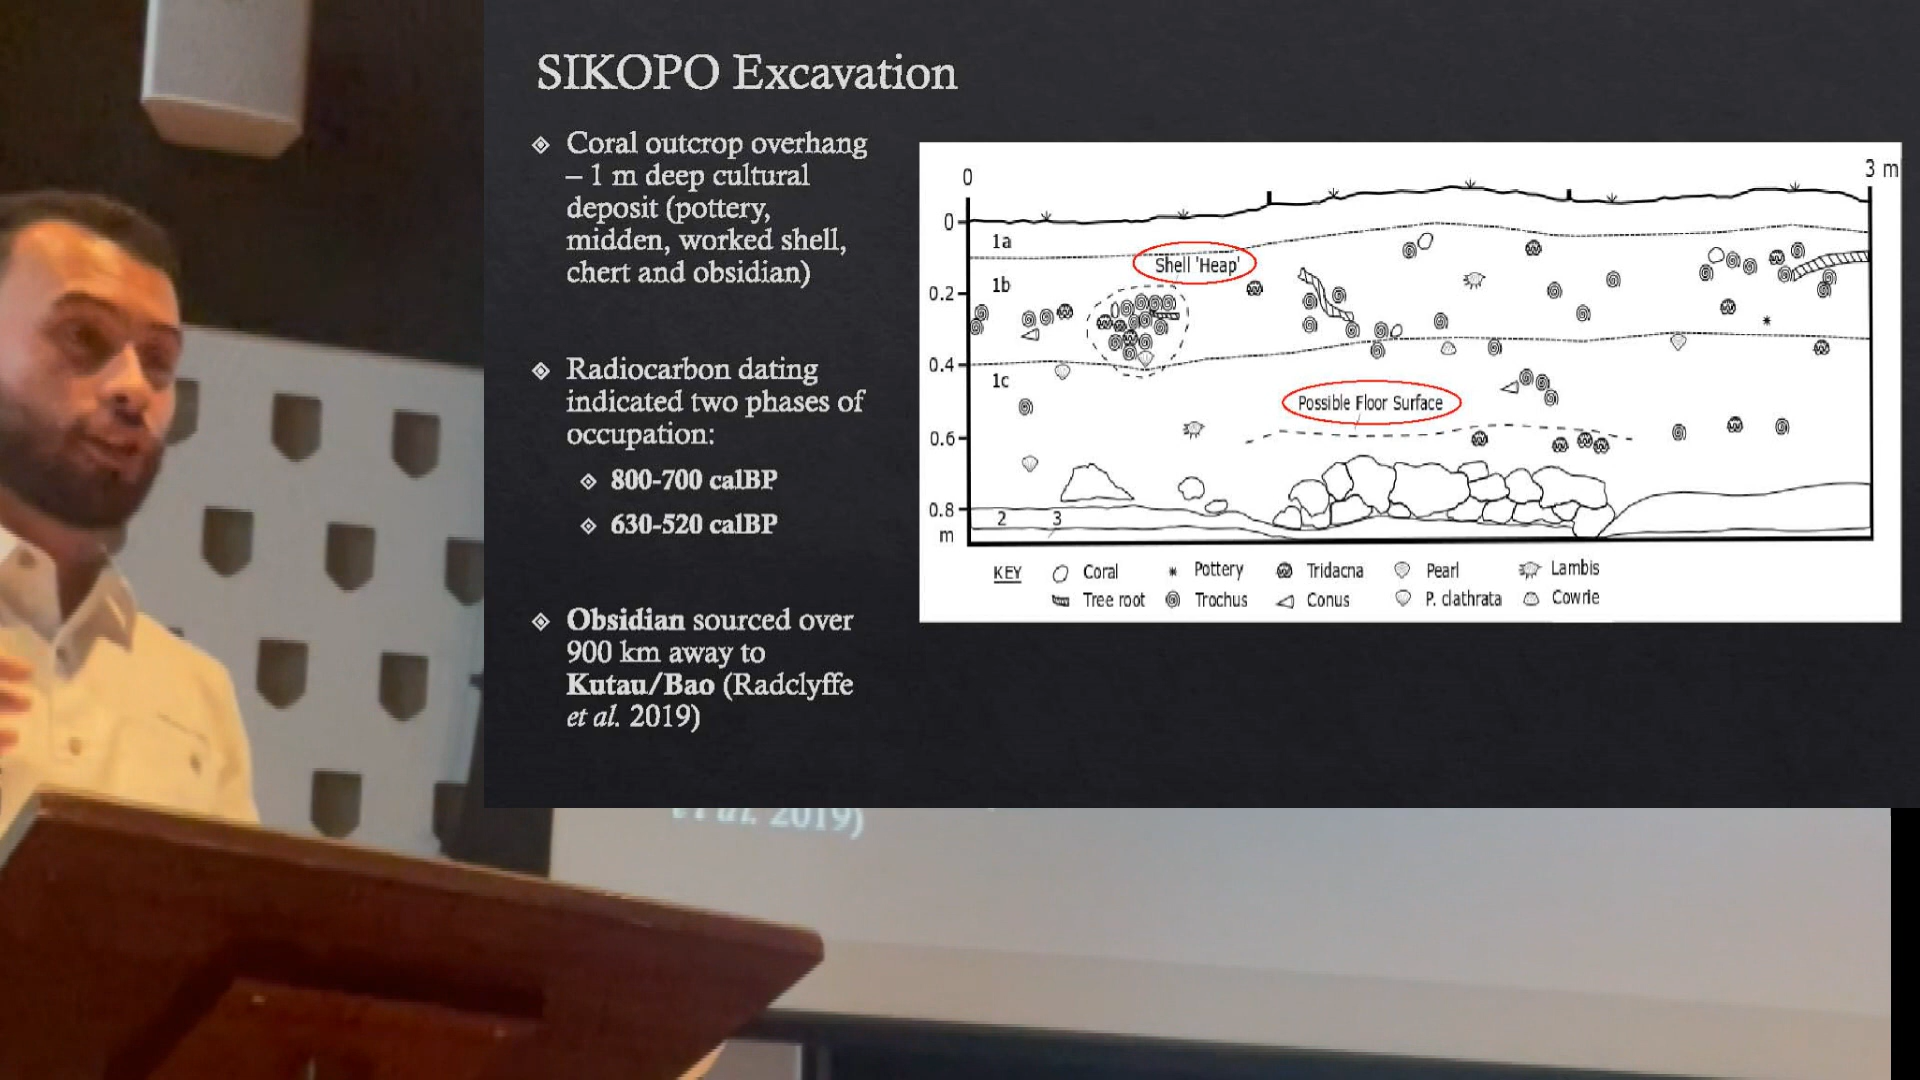 SIKOPO Excavation
Coral outcrop overhang
– 1 m deep cultural
deposit (pottery,
midden, worked shell,
chert and obsidian)
Radiocarbon dating
indicated two phases of
occupation:
800-700 calBP
630-520 calBP
Obsidian sourced over
900 km away to
Kutau/Bao (Radclyffe
et al. 2019)
0
3 m
0
1a
Shell 'Heap'
0.2
1b
0.4
1c
Possible Floor Surface
0.6
0.8
2
3
m
KEY
Coral
Pottery
Tridacna
Pearl
Lambis
Tree root
Trochus
Conus
P. clathrata
Cowrie
et al. 2019)